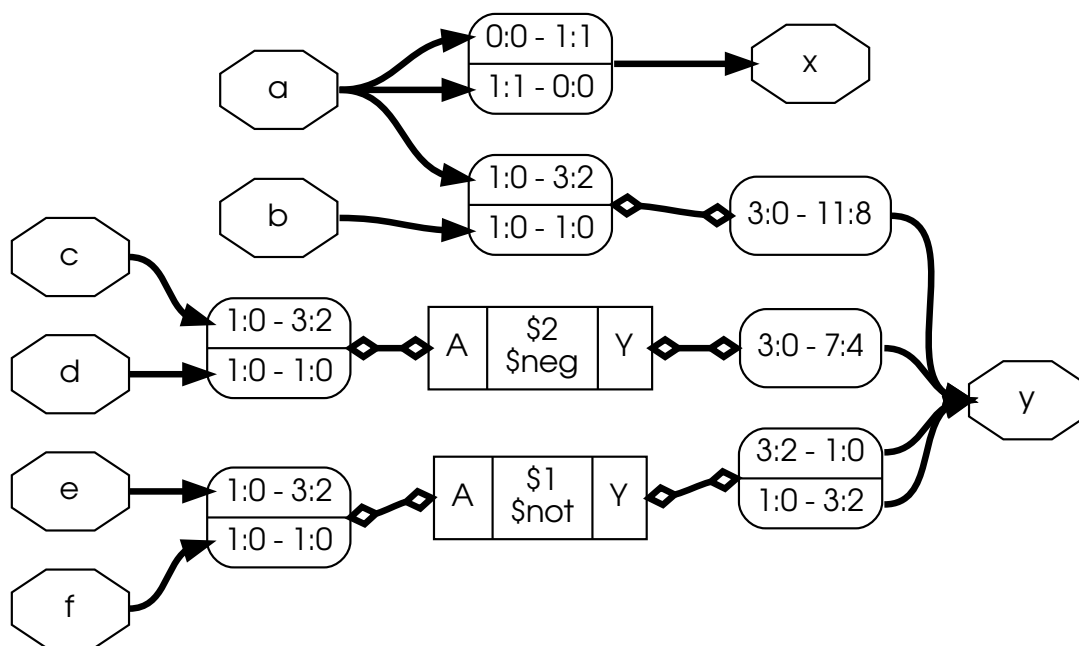 a
0:0 - 1:1
1:1 - 0:0
x
b
1:0 - 3:2
1:0 - 1:0
3:0 - 11:8
c
d
1:0 - 3:2
1:0 - 1:0
A
$2
$neg
Y
3:0 - 7:4
y
e
f
1:0 - 3:2
1:0 - 1:0
A
$1
$not
Y
3:2 - 1:0
1:0 - 3:2